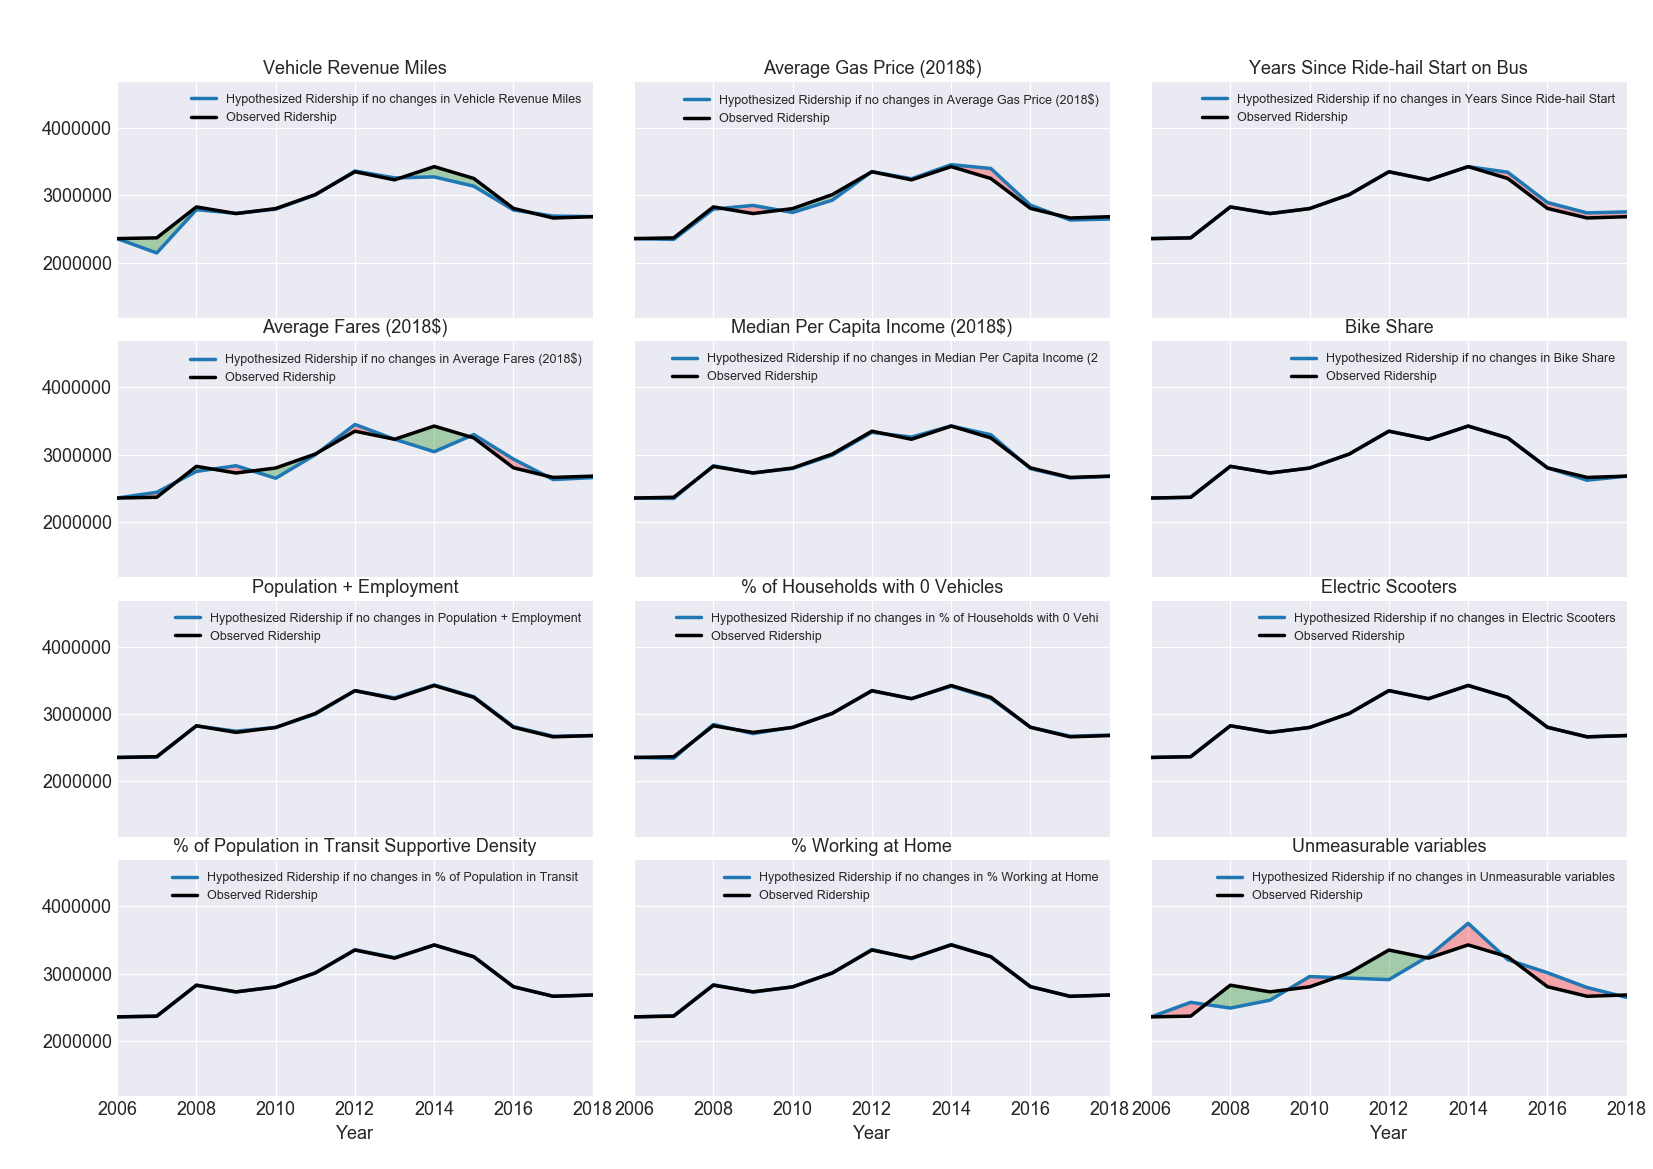 Vehicle Revenue Miles
Hypothesized Ridership if no changes in Vehicle Revenue Miles
Observed Ridership
4000000
3000000
2000000
Average Gas Price (2018$)
Hypothesized Ridership if no changes in Average Gas Price (2018$)
Observed Ridership
Years Since Ride-hail Start on Bus
Hypothesized Ridership if no changes in Years Since Ride-hail Start
Observed Ridership
Average Fares (2018$)
Hypothesized Ridership if no changes in Average Fares (2018$)
Observed Ridership
4000000
3000000
2000000
Median Per Capita Income (2018$)
Hypothesized Ridership if no changes in Median Per Capita Income (2
Observed Ridership
Bike Share
Hypothesized Ridership if no changes in Bike Share
Observed Ridership
Population + Employment
Hypothesized Ridership if no changes in Population + Employment
Observed Ridership
4000000
3000000
2000000
% of Households with 0 Vehicles
Hypothesized Ridership if no changes in % of Households with 0 Vehi
Observed Ridership
Electric Scooters
Hypothesized Ridership if no changes in Electric Scooters
Observed Ridership
% of Population in Transit Supportive Density
Hypothesized Ridership if no changes in % of Population in Transit
Observed Ridership
4000000
3000000
2000000
2006 2008 2010 2012 2014 2016 2018
Year
% Working at Home
Hypothesized Ridership if no changes in % Working at Home
Observed Ridership
2006 2008 2010 2012 2014 2016 2018
Year
Unmeasurable variables
Hypothesized Ridership if no changes in Unmeasurable variables
Observed Ridership
2006 2008 2010 2012 2014 2016 2018
Year